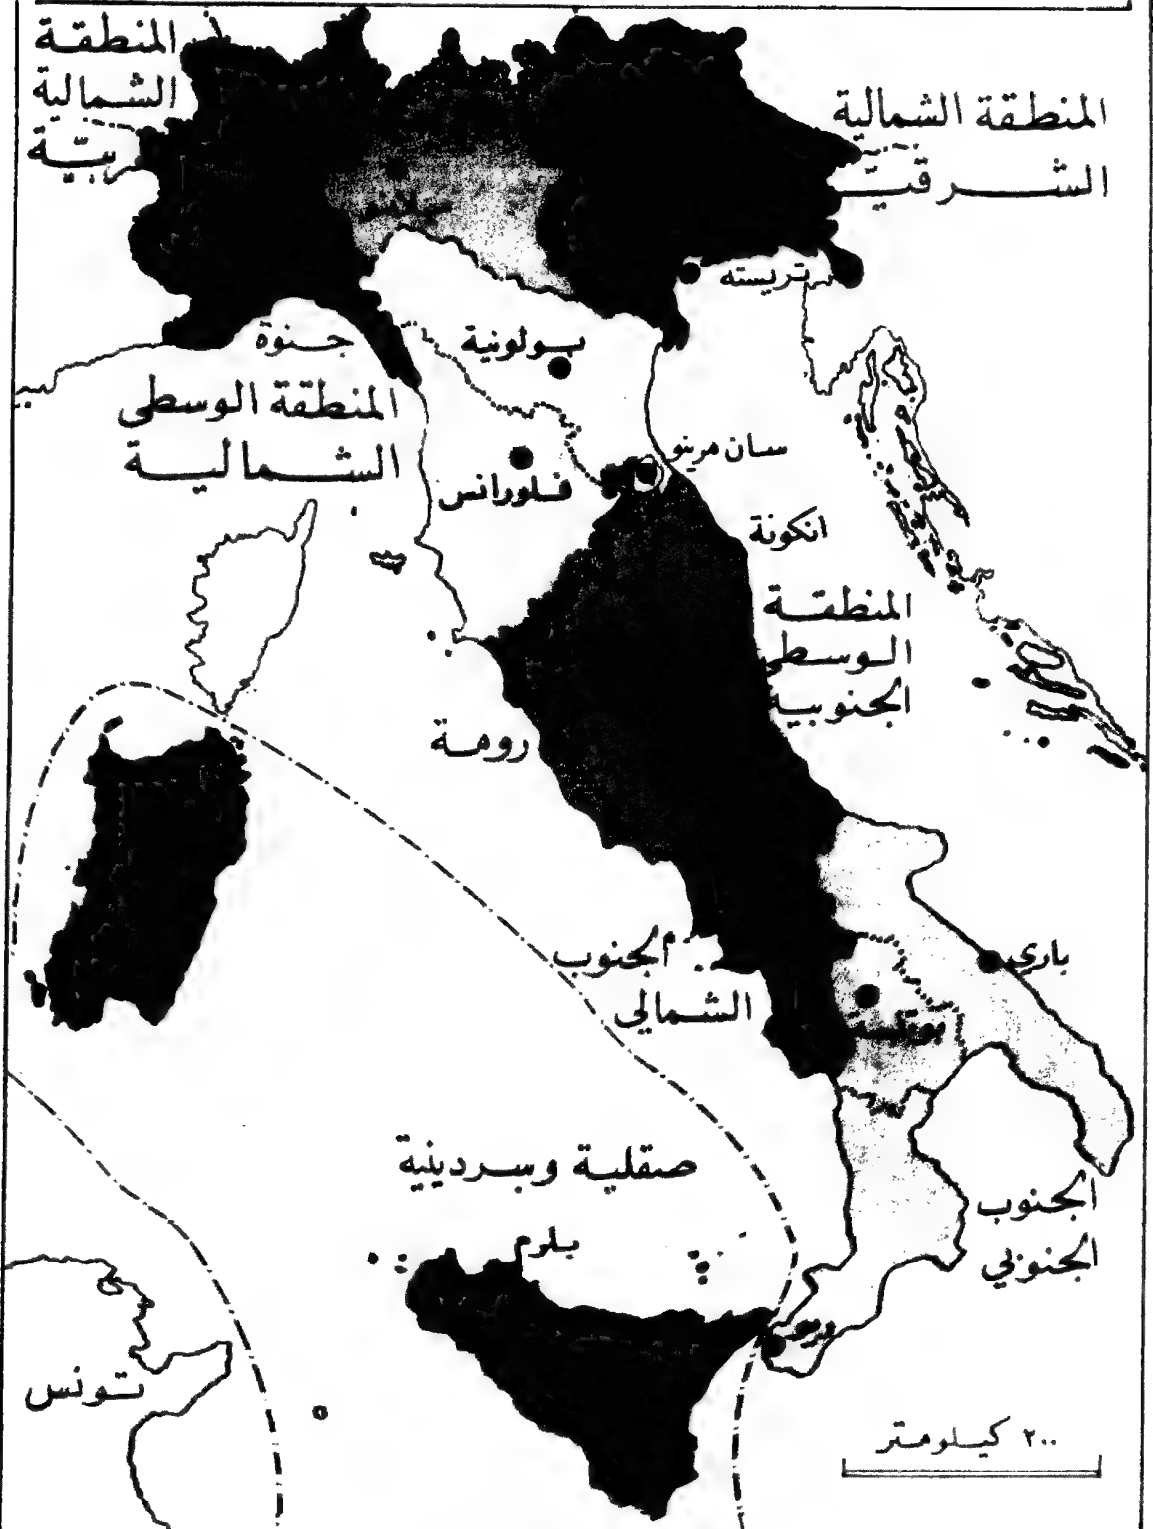 المنطقة
الشمالية
المنطقة الشمالية
الشرقيّة
تريسته
جنوة
بولونية
المنطقة الوسطى
الشمالية
سان مرينو
فلورانس
انكونة
المنطقة
الوسطى
الجنوبية
رومة
باري
الجنوب
الشمالي
صقلية وسردينية
الجنوب
الجنوبي
بلرم
تونس
٢٠٠ كيلومتر